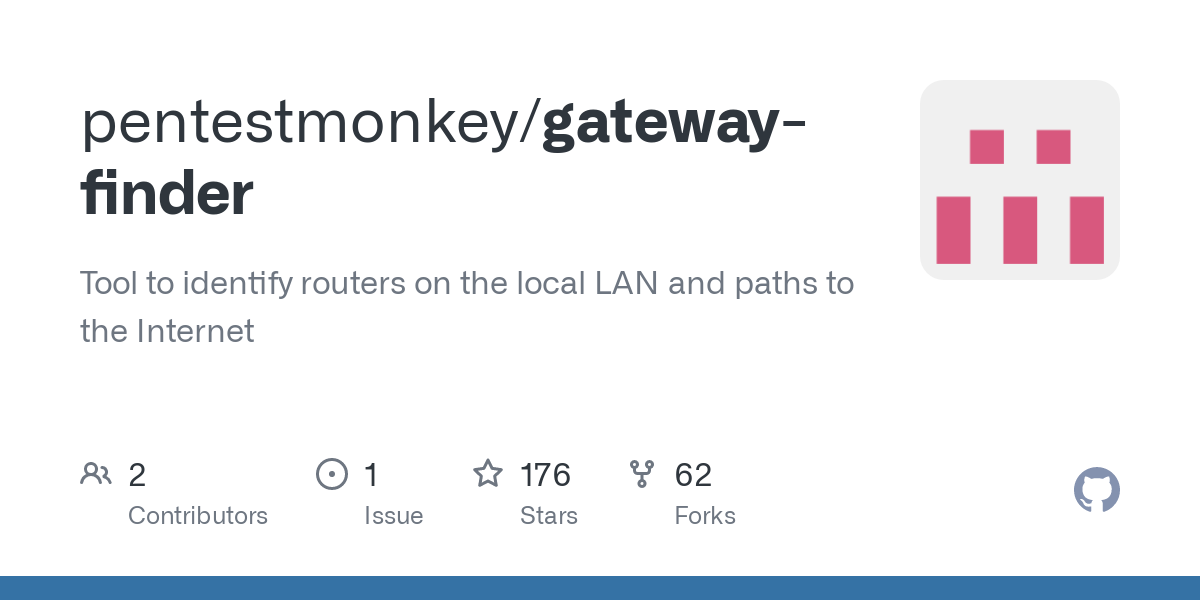 pentestmonkey/gateway-
finder
Tool to identify routers on the local LAN and paths to
the Internet
2 1 176 62
Contributors Issue Stars Forks